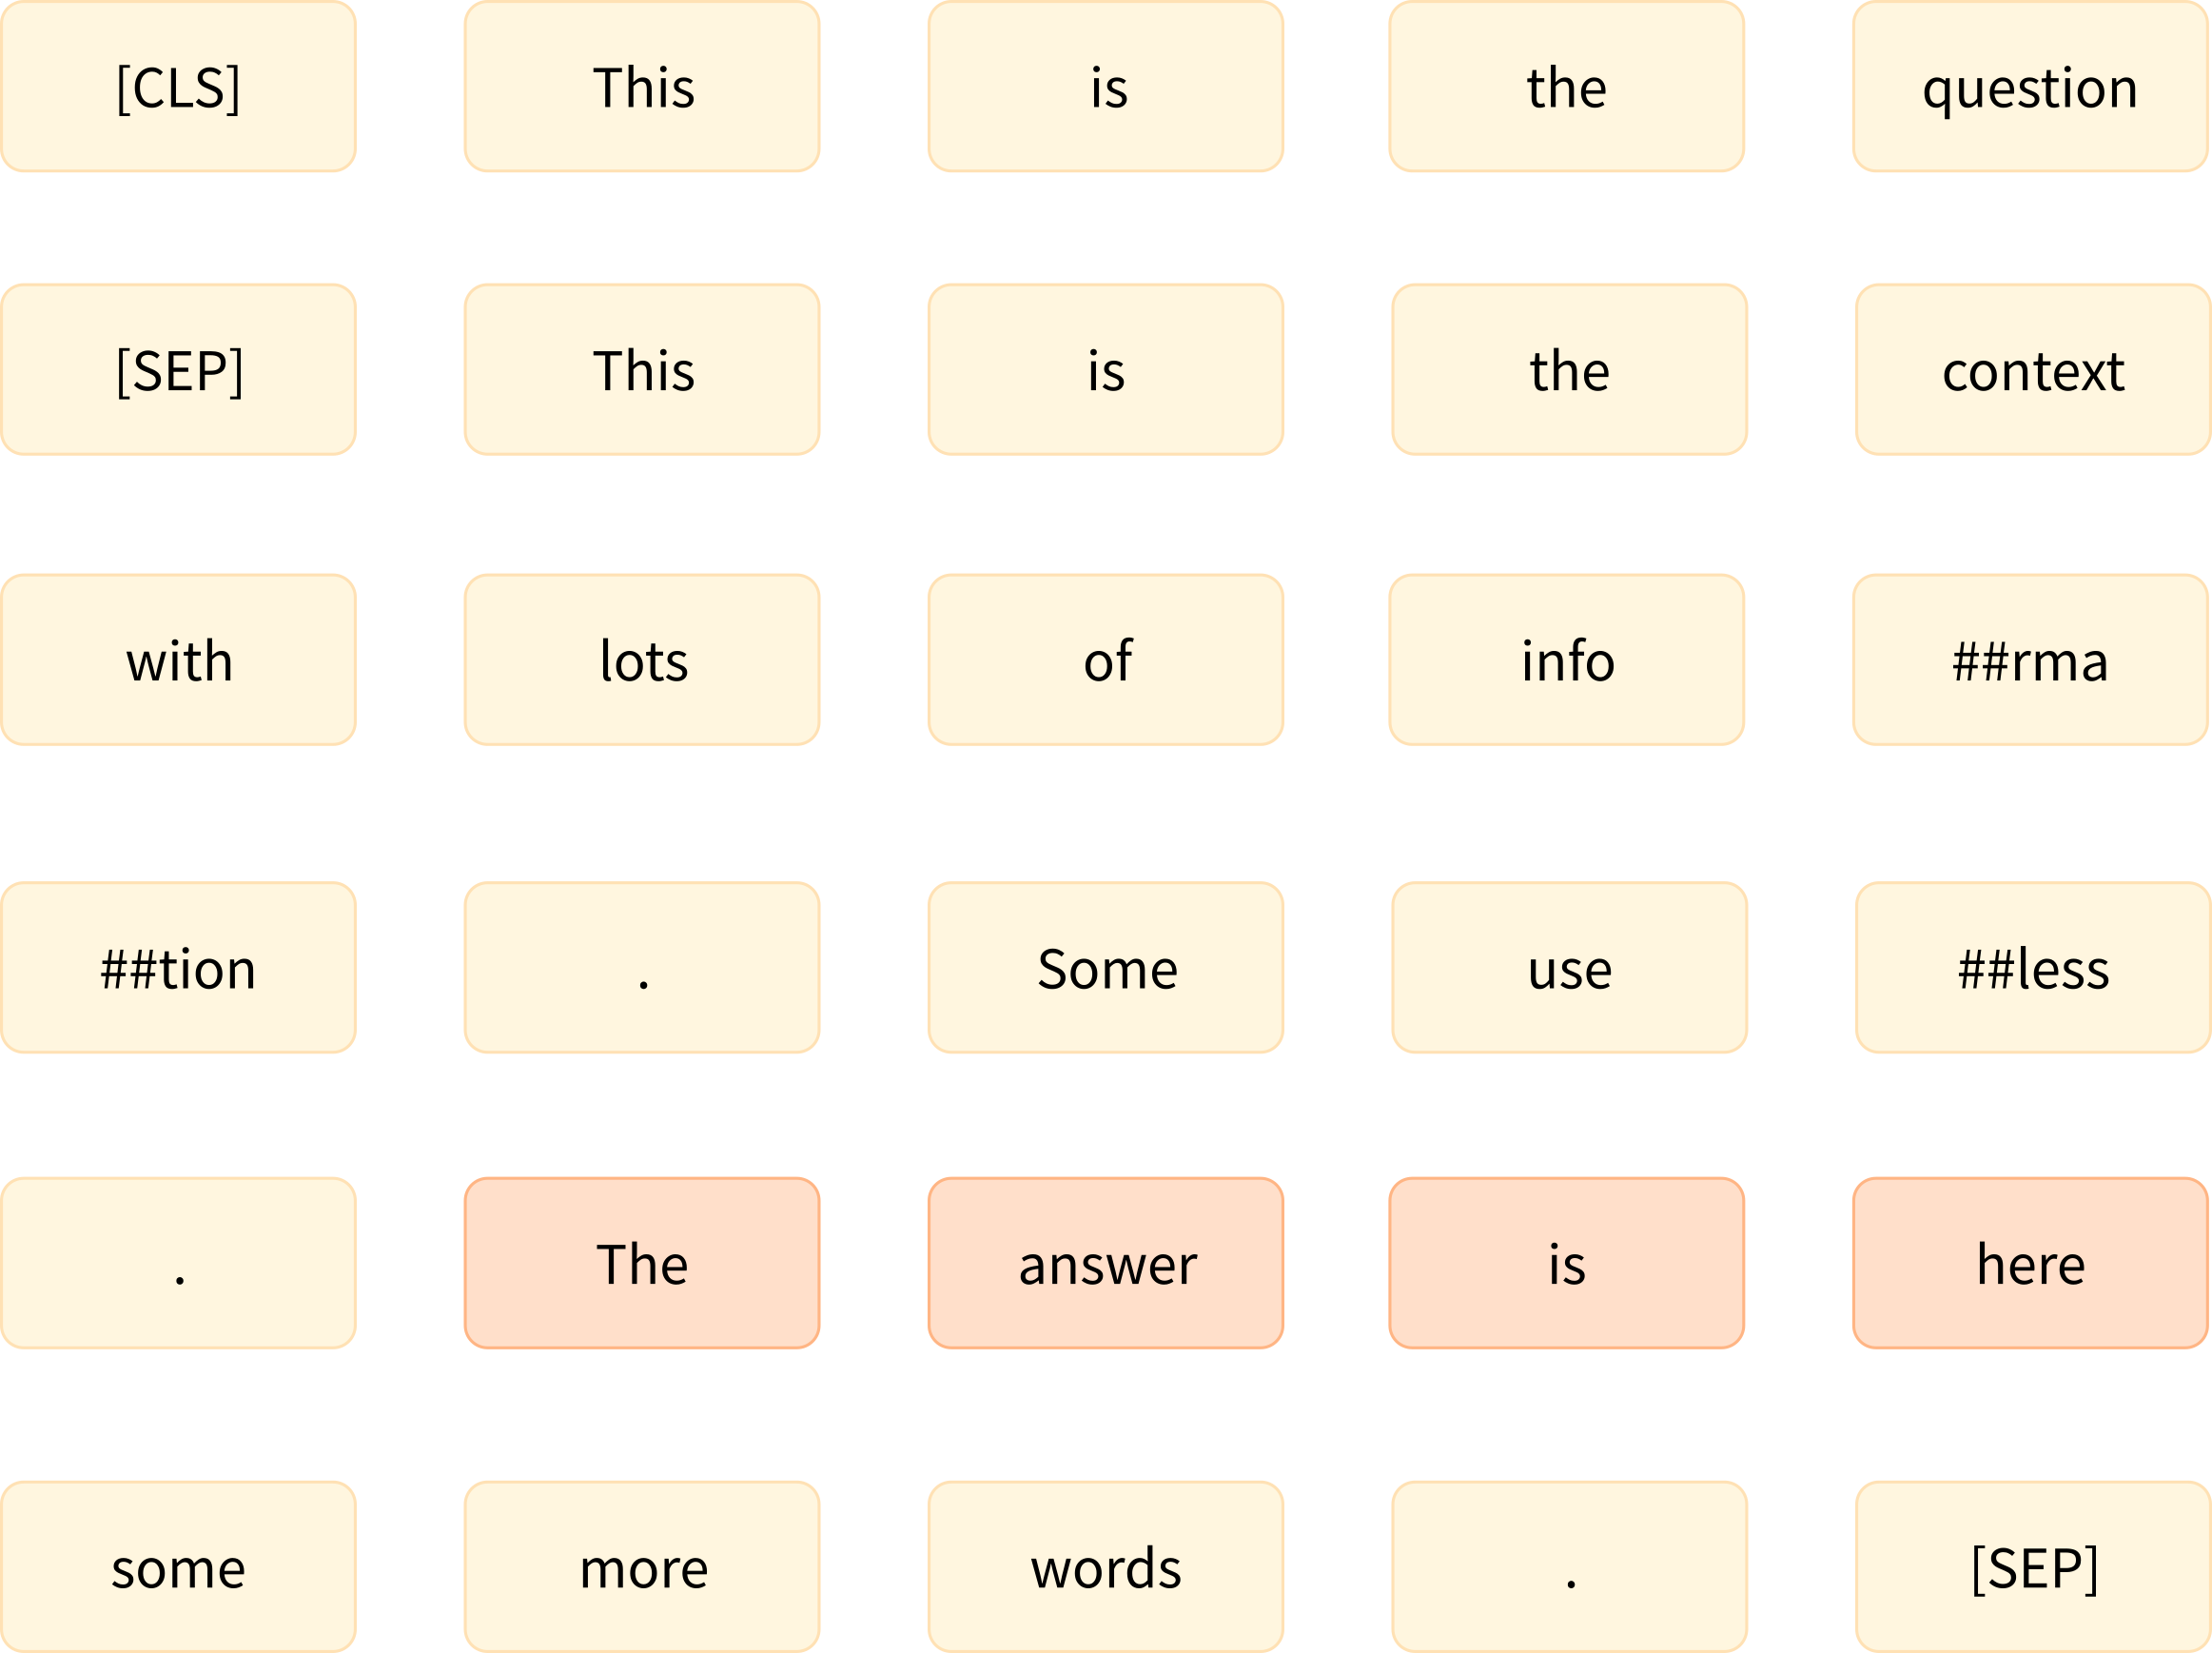 [CLS] This is the question
[SEP] This is the context
with lots of info ##rma
##tion . Some use ##less
. The answer is here
some more words . [SEP]